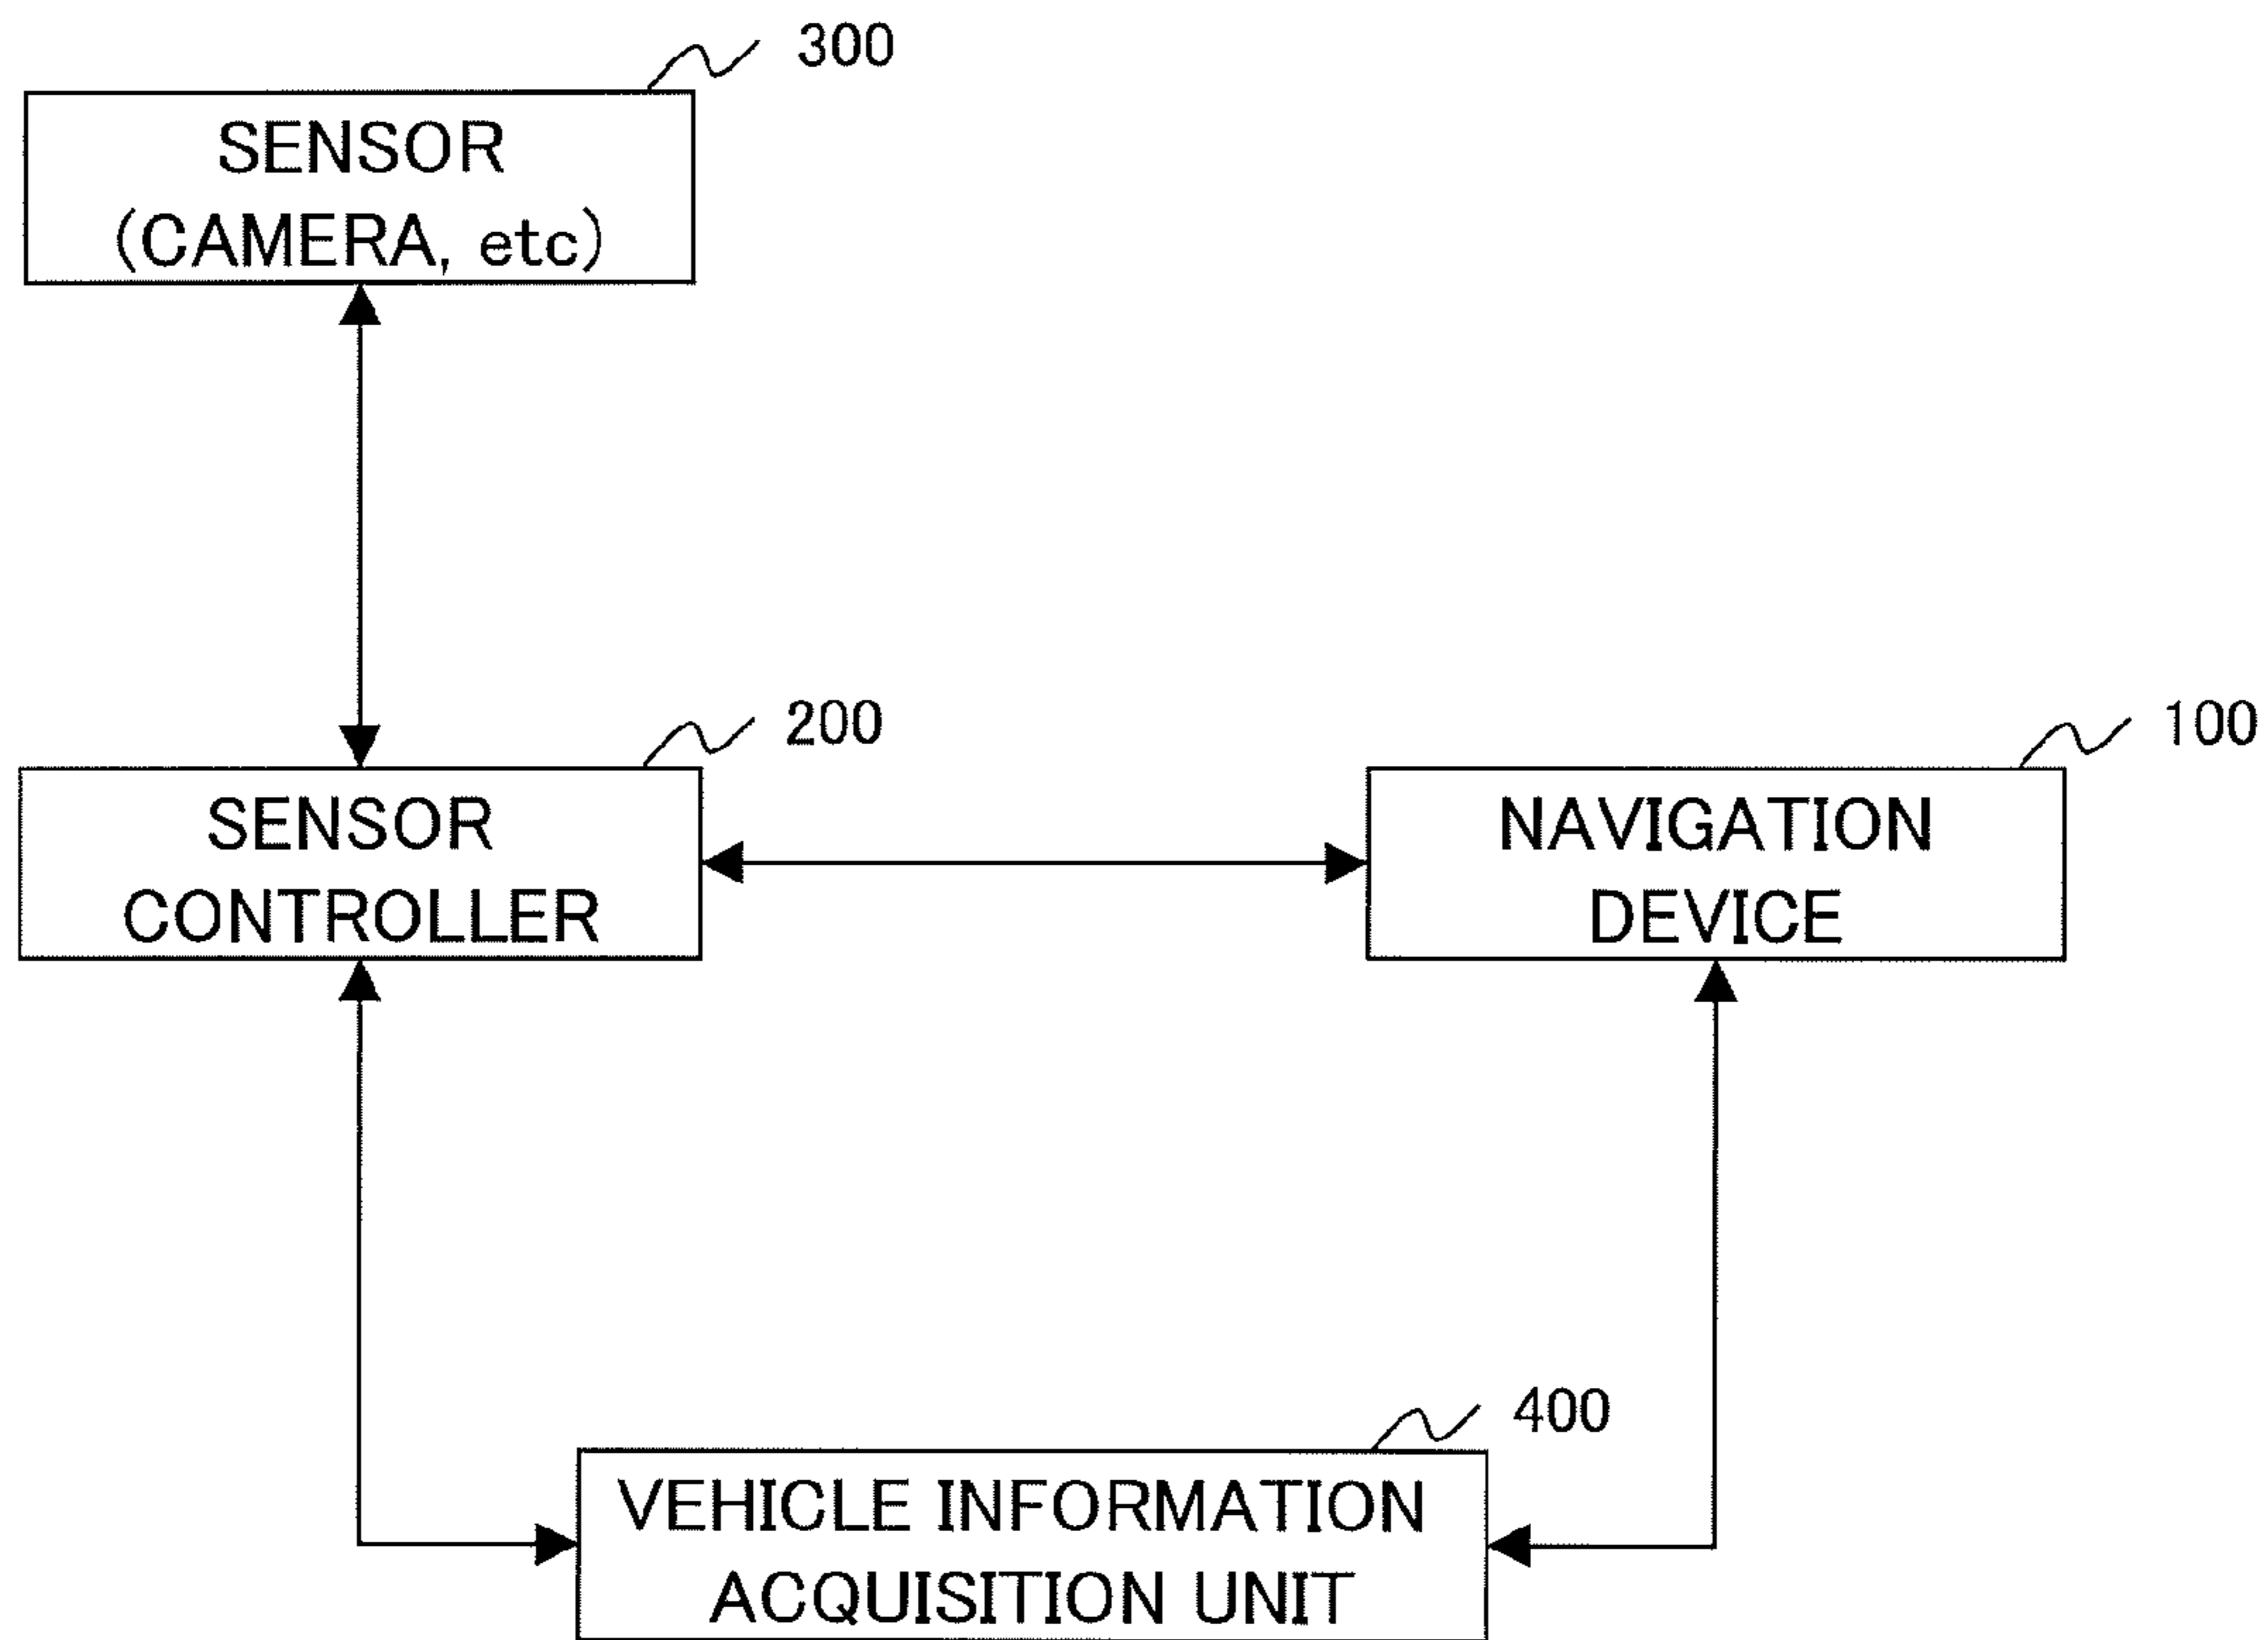 300
SENSOR
(CAMERA, etc)
200
SENSOR
CONTROLLER
100
NAVIGATION
DEVICE
400
VEHICLE INFORMATION
ACQUISITION UNIT